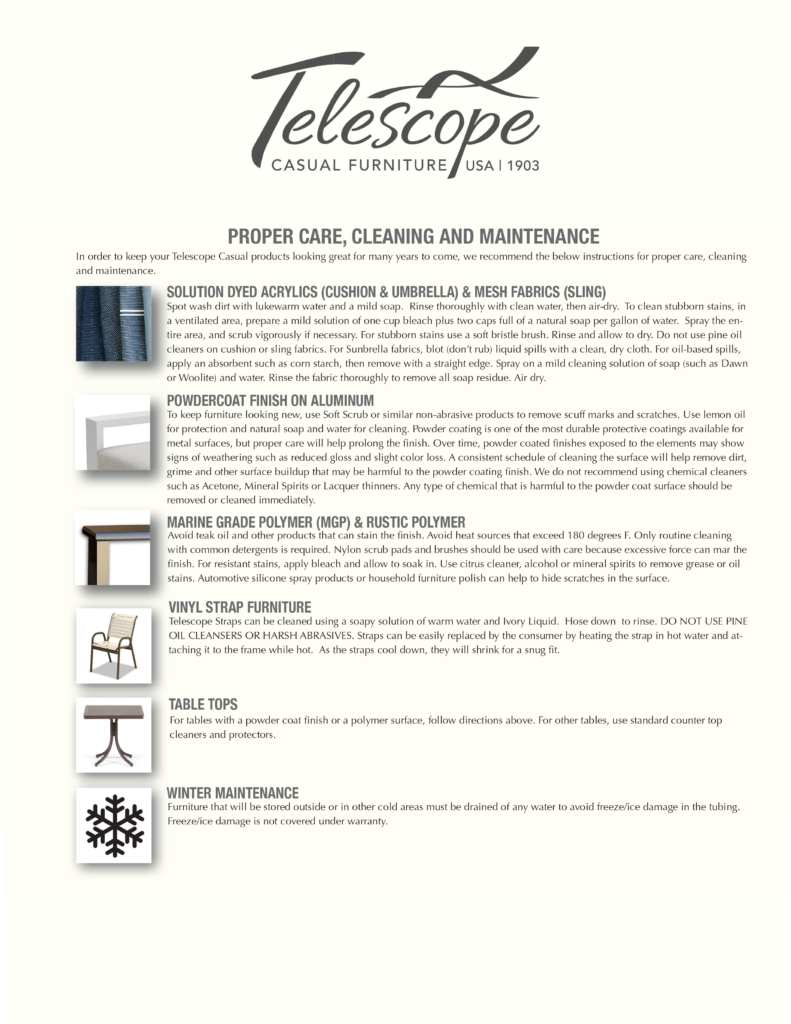 Telescope
CASUAL FURNITURE USA | 1903
PROPER CARE, CLEANING AND MAINTENANCE
In order to keep your Telescope Casual products looking great for many years to come, we recommend the below instructions for proper care, cleaning
and maintenance.
SOLUTION DYED ACRYLICS (CUSHION & UMBRELLA) & MESH FABRICS (SLING)
Spot wash dirt with lukewarm water and a mild soap.  Rinse thoroughly with clean water, then air-dry.  To clean stubborn stains, in
a ventilated area, prepare a mild solution of one cup bleach plus two caps full of a natural soap per gallon of water.  Spray the en-
tire area, and scrub vigorously if necessary. For stubborn stains use a soft bristle brush. Rinse and allow to dry. Do not use pine oil
cleaners on cushion or sling fabrics. For Sunbrella fabrics, blot (don't rub) liquid spills with a clean, dry cloth. For oil-based spills,
apply an absorbent such as corn starch, then remove with a straight edge. Spray on a mild cleaning solution of soap (such as Dawn
or Woolite) and water. Rinse the fabric thoroughly to remove all soap residue. Air dry.
POWDERCOAT FINISH ON ALUMINUM
To keep furniture looking new, use Soft Scrub or similar non-abrasive products to remove scuff marks and scratches. Use lemon oil
for protection and natural soap and water for cleaning. Powder coating is one of the most durable protective coatings available for
metal surfaces, but proper care will help prolong the finish. Over time, powder coated finishes exposed to the elements may show
signs of weathering such as reduced gloss and slight color loss. A consistent schedule of cleaning the surface will help remove dirt,
grime and other surface buildup that may be harmful to the powder coating finish. We do not recommend using chemical cleaners
such as Acetone, Mineral Spirits or Lacquer thinners. Any type of chemical that is harmful to the powder coat surface should be
removed or cleaned immediately.
MARINE GRADE POLYMER (MGP) & RUSTIC POLYMER
Avoid teak oil and other products that can stain the finish. Avoid heat sources that exceed 180 degrees F. Only routine cleaning
with common detergents is required. Nylon scrub pads and brushes should be used with care because excessive force can mar the
finish. For resistant stains, apply bleach and allow to soak in. Use citrus cleaner, alcohol or mineral spirits to remove grease or oil
stains. Automotive silicone spray products or household furniture polish can help to hide scratches in the surface.
VINYL STRAP FURNITURE
Telescope Straps can be cleaned using a soapy solution of warm water and Ivory Liquid.  Hose down  to rinse. DO NOT USE PINE
OIL CLEANSERS OR HARSH ABRASIVES. Straps can be easily replaced by the consumer by heating the strap in hot water and at-
taching it to the frame while hot.  As the straps cool down, they will shrink for a snug fit.
TABLE TOPS
For tables with a powder coat finish or a polymer surface, follow directions above. For other tables, use standard counter top
cleaners and protectors.
WINTER MAINTENANCE
Furniture that will be stored outside or in other cold areas must be drained of any water to avoid freeze/ice damage in the tubing.
Freeze/ice damage is not covered under warranty.